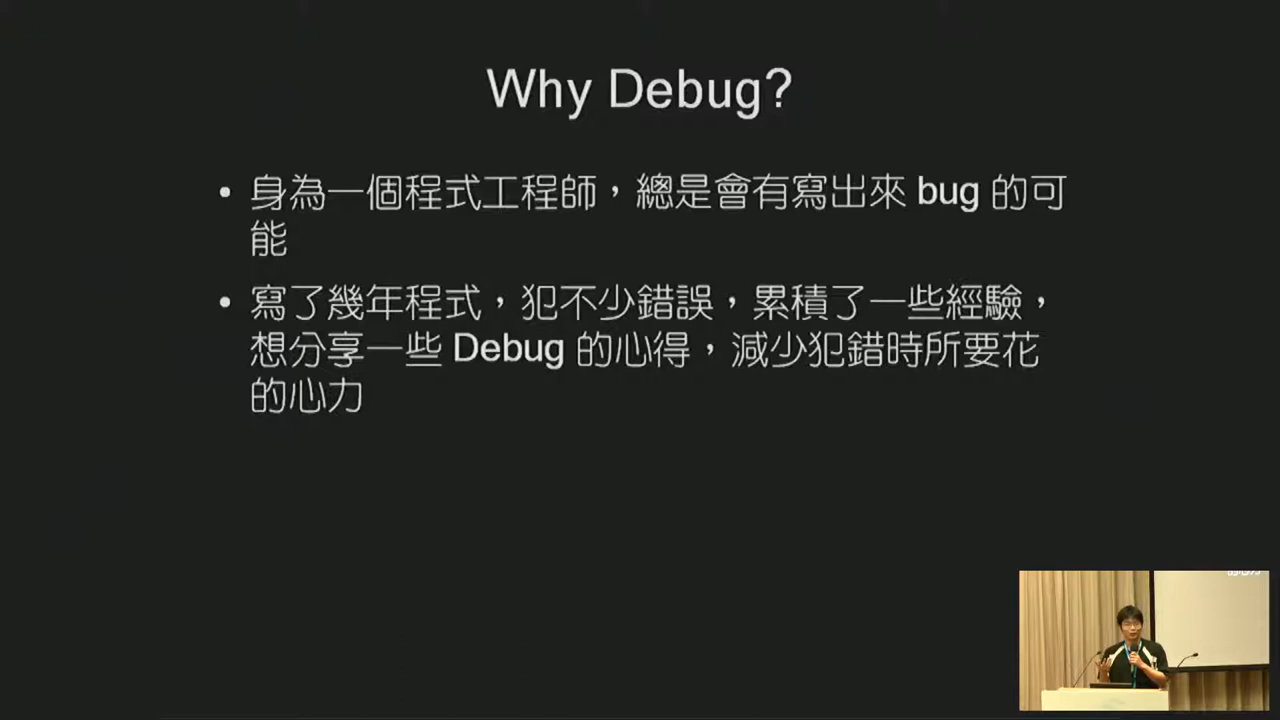 Why Debug?
• 身為一個程式工程師，總是會有寫出來 bug 的可
能
• 寫了幾年程式，犯不少錯誤，累積了一些經驗，
想分享一些 Debug 的心得，減少犯錯時所要花
的心力